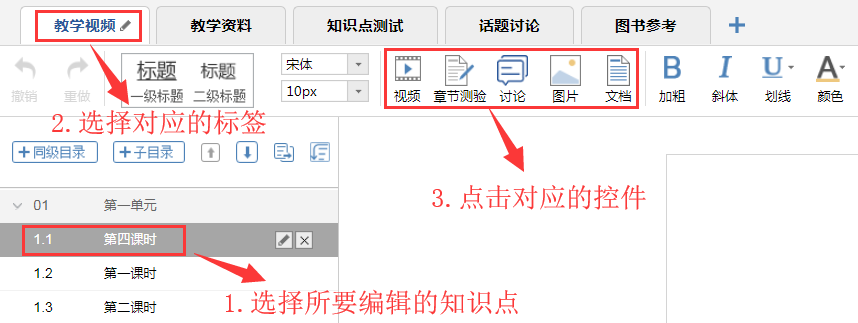 教学视频 教学资料 知识点测试 话题讨论 图书参考
标题 标题 宋体
撤销 重做 一级标题 二级标题 10px 视频 章节测验 讨论 图片 文档 B 加粗 I 斜体 U 划线 A 颜色
2.选择对应的标签
+同级目录 +子目录
3.点击对应的控件
01 第一单元
1.1 第四课时
1.2 第一课时
1.3 第二课时
1.选择所要编辑的知识点